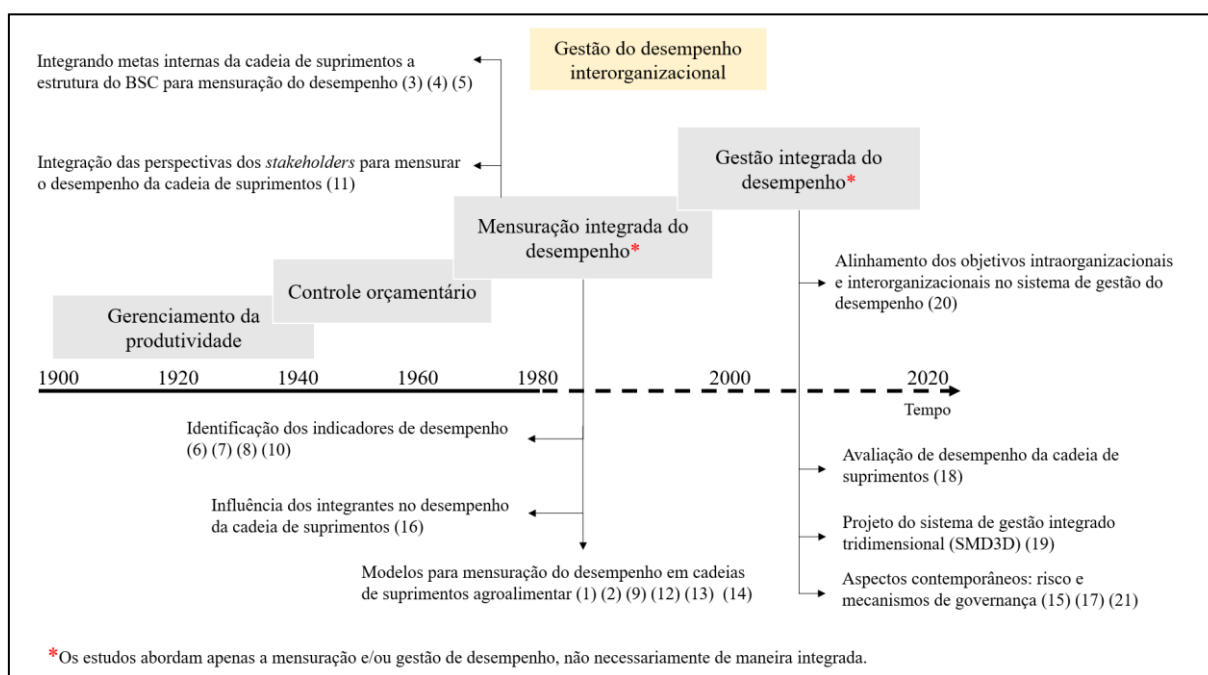 Gestão do desempenho
interorganizacional
Integrando metas internas da cadeia de suprimentos a
estrutura do BSC para mensuração do desempenho (3) (4) (5)
Integração das perspectivas dos stakeholders para mensurar
o desempenho da cadeia de suprimentos (11)
Gestão integrada do
desempenho*
Mensuração integrada do
desempenho*
Controle orçamentário
Gerenciamento da
produtividade
Alinhamento dos objetivos intraorganizacionais
e interorganizacionais no sistema de gestão do
desempenho (20)
1900 1920 1940 1960 1980 2000 2020
Tempo
Identificação dos indicadores de desempenho
(6) (7) (8) (10)
Influência dos integrantes no desempenho
da cadeia de suprimentos (16)
Modelos para mensuração do desempenho em cadeias
de suprimentos agroalimentar (1) (2) (9) (12) (13) (14)
Avaliação de desempenho da cadeia de
suprimentos (18)
Projeto do sistema de gestão integrado
tridimensional (SMD3D) (19)
Aspectos contemporâneos: risco e
mecanismos de governança (15) (17) (21)
*Os estudos abordam apenas a mensuração e/ou gestão de desempenho, não necessariamente de maneira integrada.